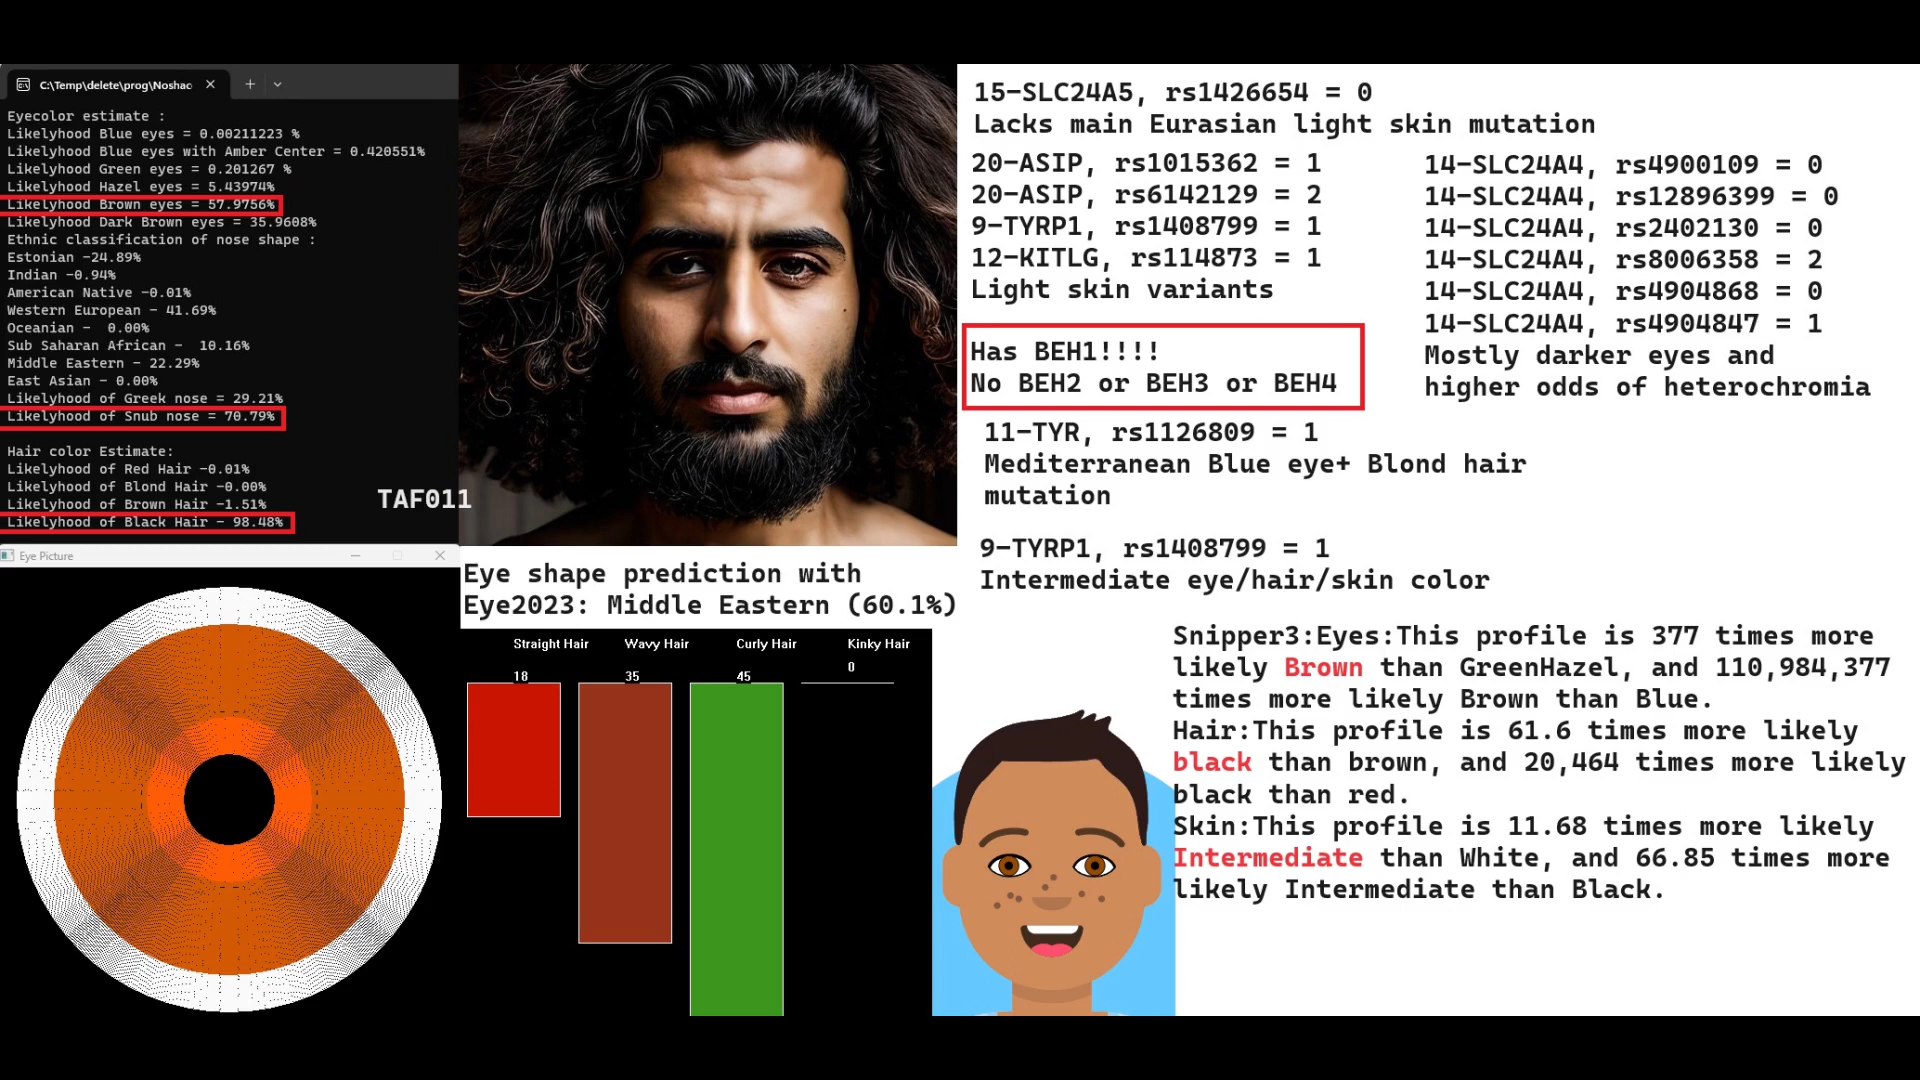 C:\Temp\delete\prog\Noshac
Eyecolor estimate :
Likelyhood Blue eyes = 0.00211223 %
Likelyhood Blue eyes with Amber Center = 0.420551%
Likelyhood Green eyes = 0.201267 %
Likelyhood Hazel eyes = 5.43974%
Likelyhood Brown eyes = 57.9756%
Likelyhood Dark Brown eyes = 35.9608%
Ethnic classification of nose shape :
Estonian -24.89%
Indian -0.94%
American Native -0.01%
Western European - 41.69%
Oceanian -  0.00%
Sub Saharan African -  10.16%
Middle Eastern - 22.29%
East Asian - 0.00%
Likelyhood of Greek nose = 29.21%
Likelyhood of Snub nose = 70.79%
Hair color Estimate:
Likelyhood of Red Hair -0.01%
Likelyhood of Blond Hair -0.00%
Likelyhood of Brown Hair -1.51%
Likelyhood of Black Hair - 98.48%
TAF011
Eye Picture
Eye shape prediction with
Eye2023: Middle Eastern (60.1%)
Straight Hair
Wavy Hair
Curly Hair
Kinky Hair
18
35
45
0
15-SLC24A5, rs1426654 = 0
Lacks main Eurasian light skin mutation
20-ASIP, rs1015362 = 1
20-ASIP, rs6142129 = 2
9-TYRP1, rs1408799 = 1
12-KITLG, rs114873 = 1
Light skin variants
14-SLC24A4, rs4900109 = 0
14-SLC24A4, rs12896399 = 0
14-SLC24A4, rs2402130 = 0
14-SLC24A4, rs8006358 = 2
14-SLC24A4, rs4904868 = 0
14-SLC24A4, rs4904847 = 1
Mostly darker eyes and
higher odds of heterochromia
Has BEH1!!!!
No BEH2 or BEH3 or BEH4
11-TYR, rs1126809 = 1
Mediterranean Blue eye+ Blond hair
mutation
9-TYRP1, rs1408799 = 1
Intermediate eye/hair/skin color
Snipper3:Eyes:This profile is 377 times more
likely Brown than GreenHazel, and 110,984,377
times more likely Brown than Blue.
Hair:This profile is 61.6 times more likely
black than brown, and 20,464 times more likely
black than red.
Skin:This profile is 11.68 times more likely
Intermediate than White, and 66.85 times more
likely Intermediate than Black.